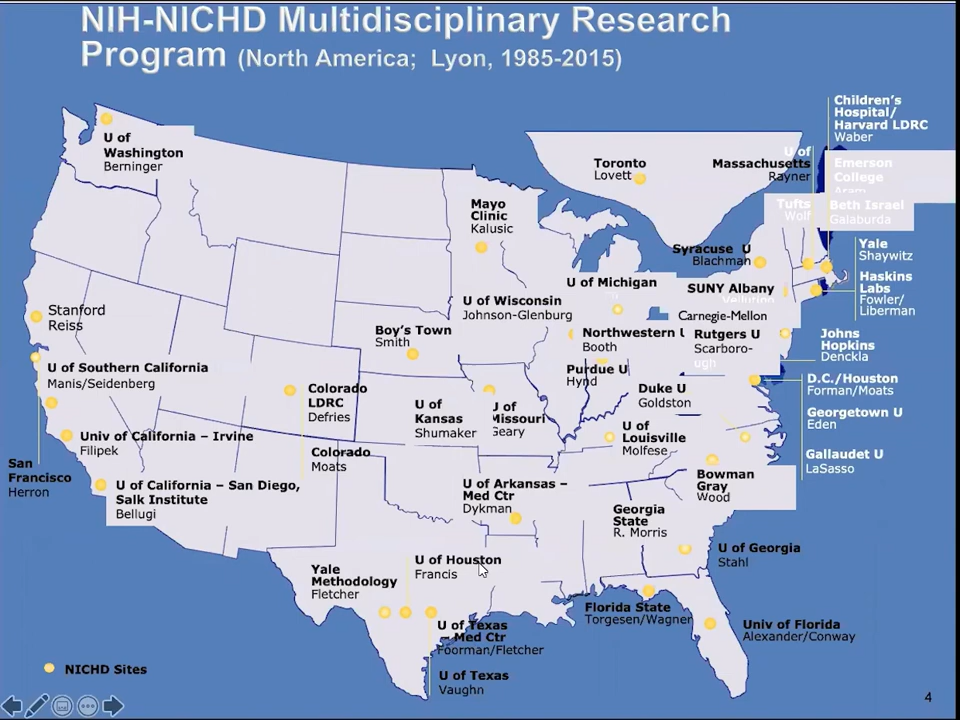 NIH-NICHD Multidisciplinary Research
Program (North America;  Lyon, 1985-2015)
Children's
Hospital/
Harvard LDRC
Waber
U of
Washington
Berninger
Toronto
Lovett
U of
Massachusetts
Rayner
Emerson
College
Aram
Mayo
Clinic
Kalusic
Tufts
Wolf
Beth Israel
Galaburda
Syracuse U
Blachman
Yale
Shaywitz
U of Michigan
SUNY Albany
Vellutino
Haskins
Labs
Fowler/
Liberman
Stanford
Reiss
U of Wisconsin
Johnson-Glenburg
Carnegie-Mellon
Boy's Town
Smith
Northwestern U
Booth
Rutgers U
Scarboro-
ugh
Johns
Hopkins
Denckla
U of Southern California
Manis/Seidenberg
Purdue U
Hynd
D.C./Houston
Forman/Moats
Colorado
LDRC
Defries
U of
Kansas
Shumaker
U of
Missouri
Geary
Duke U
Goldston
Georgetown U
Eden
Univ of California – Irvine
Filipek
U of
Louisville
Molfese
Gallaudet U
LaSasso
Colorado
Moats
San
Francisco
Herron
U of California – San Diego,
Salk Institute
Bellugi
U of Arkansas –
Med Ctr
Dykman
Bowman
Gray
Wood
Georgia
State
R. Morris
U of Houston
Francis
U of Georgia
Stahl
Yale
Methodology
Fletcher
Florida State
Torgesen/Wagner
U of Texas
– Med Ctr
Foorman/Fletcher
Univ of Florida
Alexander/Conway
U of Texas
Vaughn
NICHD Sites
4